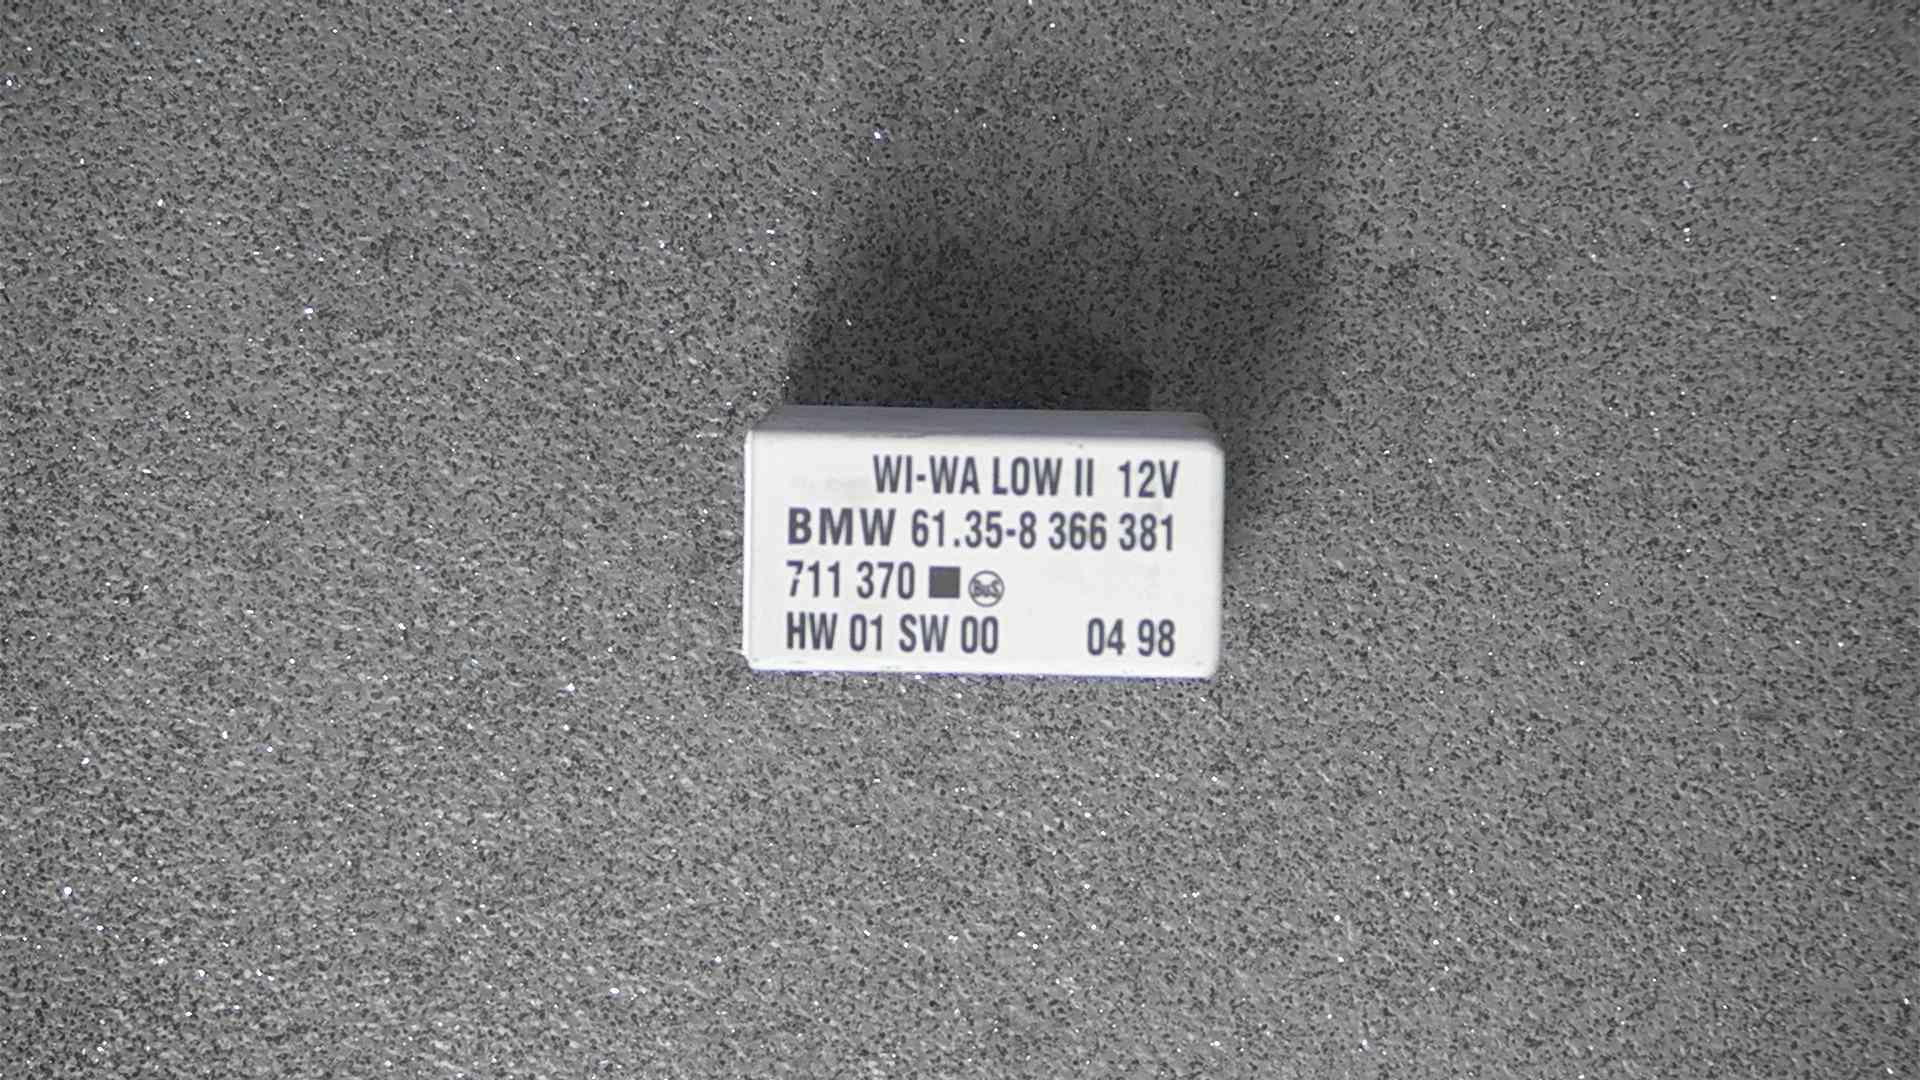 WI-WA LOW II 12V
BMW 61.35-8 366 381
711 370 ■ BuS
HW 01 SW 00 04 98